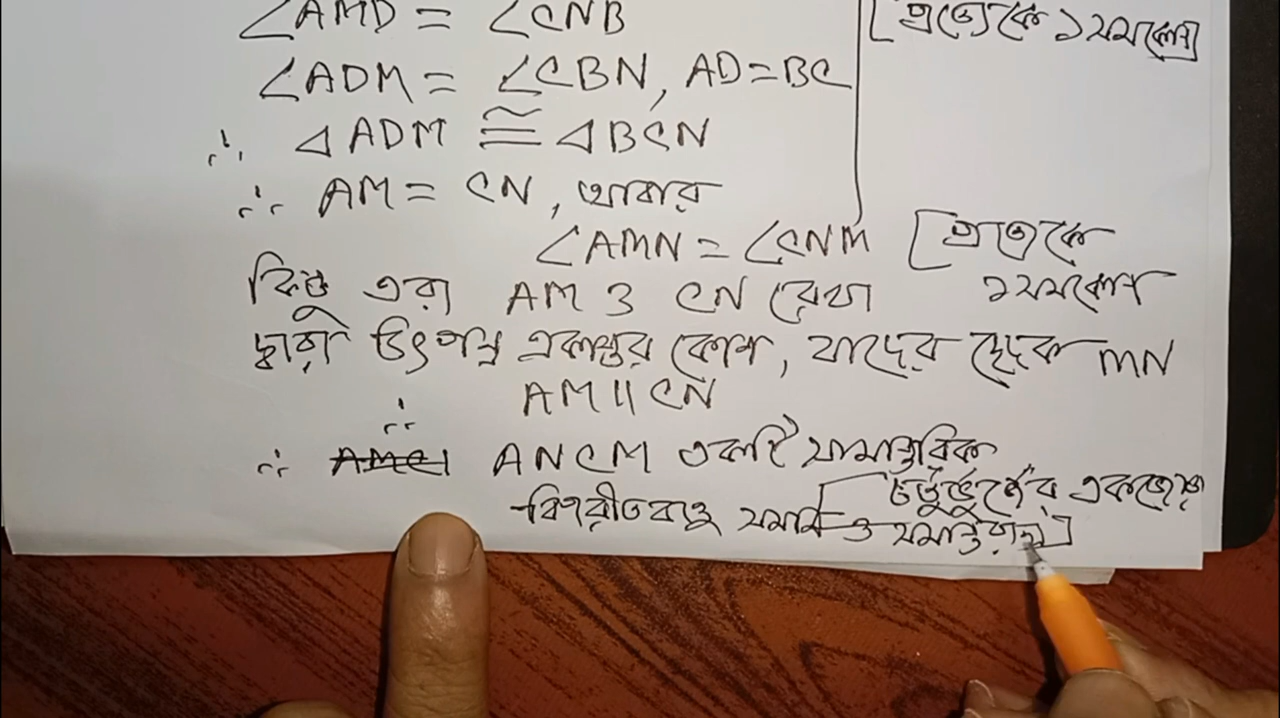 ∠AMD = ∠CNB [প্রত্যেকে ১ সমকোণ]
∠ADM = ∠CBN, AD=BC
∴ △ADM ≅ △BCN
∴ AM = CN, আবার
∠AMN = ∠CNM [প্রত্যেকে
কিন্তু এরা AM ও CN রেখা ১ সমকোণ
দ্বারা উৎপন্ন একান্তর কোণ, যাদের ছেদক MN
∴ AM || CN
∴ ANCM একটি সামান্তরিক
[চর্তুভুর্জের একজোড়া
বিপরীত বাহু সমান ও সমান্তরাল]